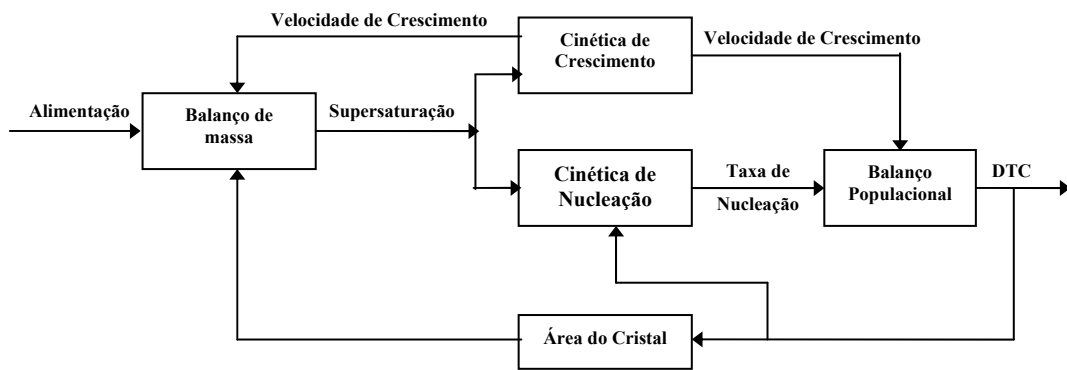 Velocidade de Crescimento
Cinética de
Crescimento
Velocidade de Crescimento
Alimentação
Balanço de
massa
Supersaturação
Cinética de
Nucleação
Taxa de
Nucleação
Balanço
Populacional
DTC
Área do Cristal